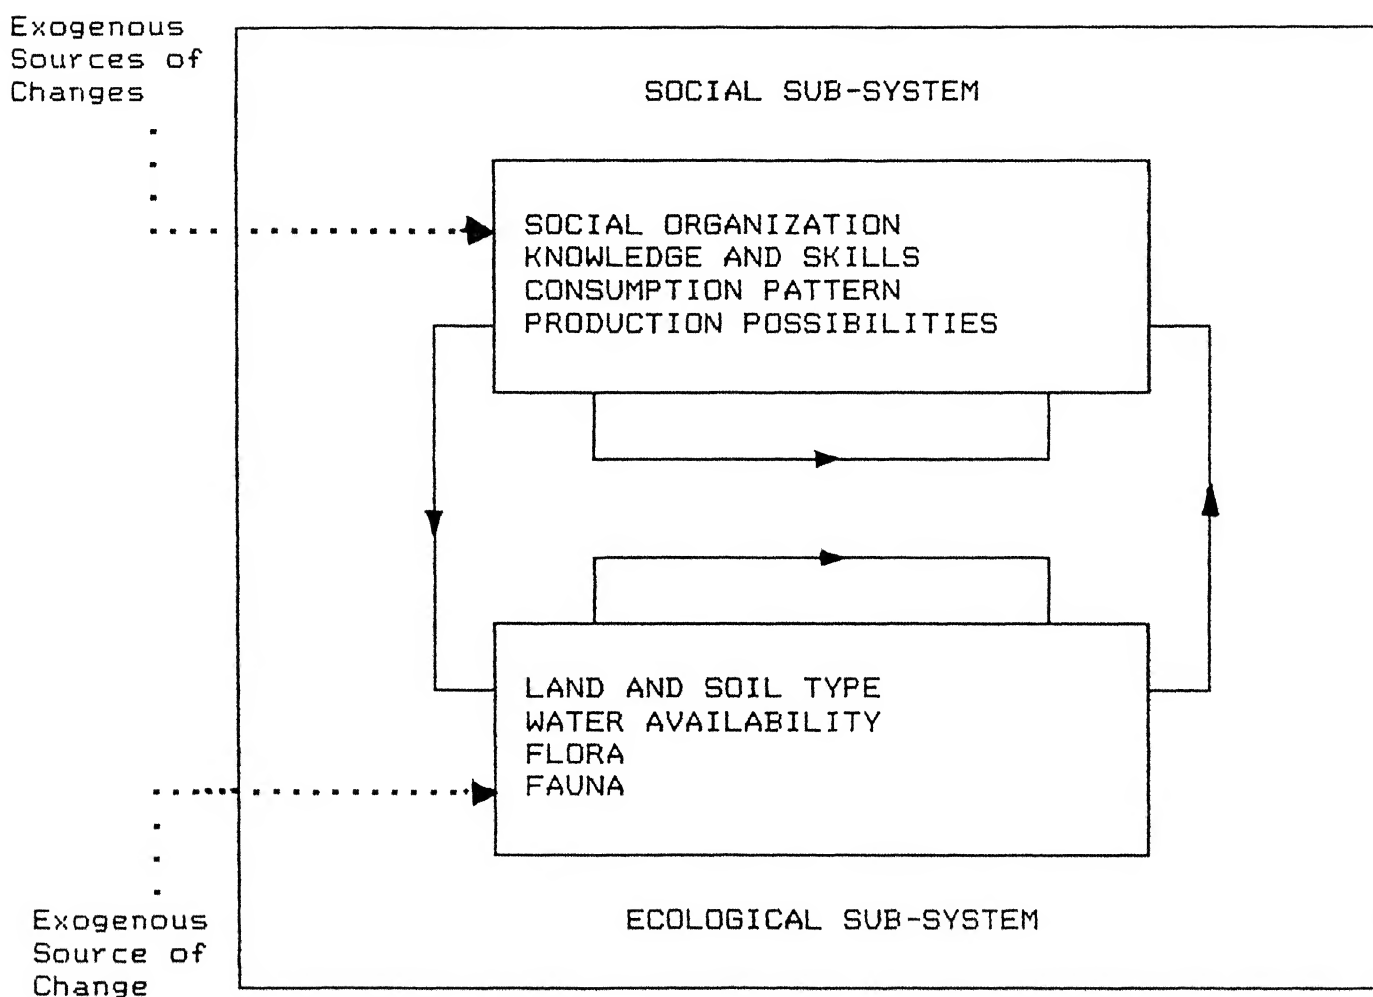 Exogenous
Sources of
Changes
SOCIAL SUB-SYSTEM
SOCIAL ORGANIZATION
KNOWLEDGE AND SKILLS
CONSUMPTION PATTERN
PRODUCTION POSSIBILITIES
LAND AND SOIL TYPE
WATER AVAILABILITY
FLORA
FAUNA
ECOLOGICAL SUB-SYSTEM
Exogenous
Source of
Change